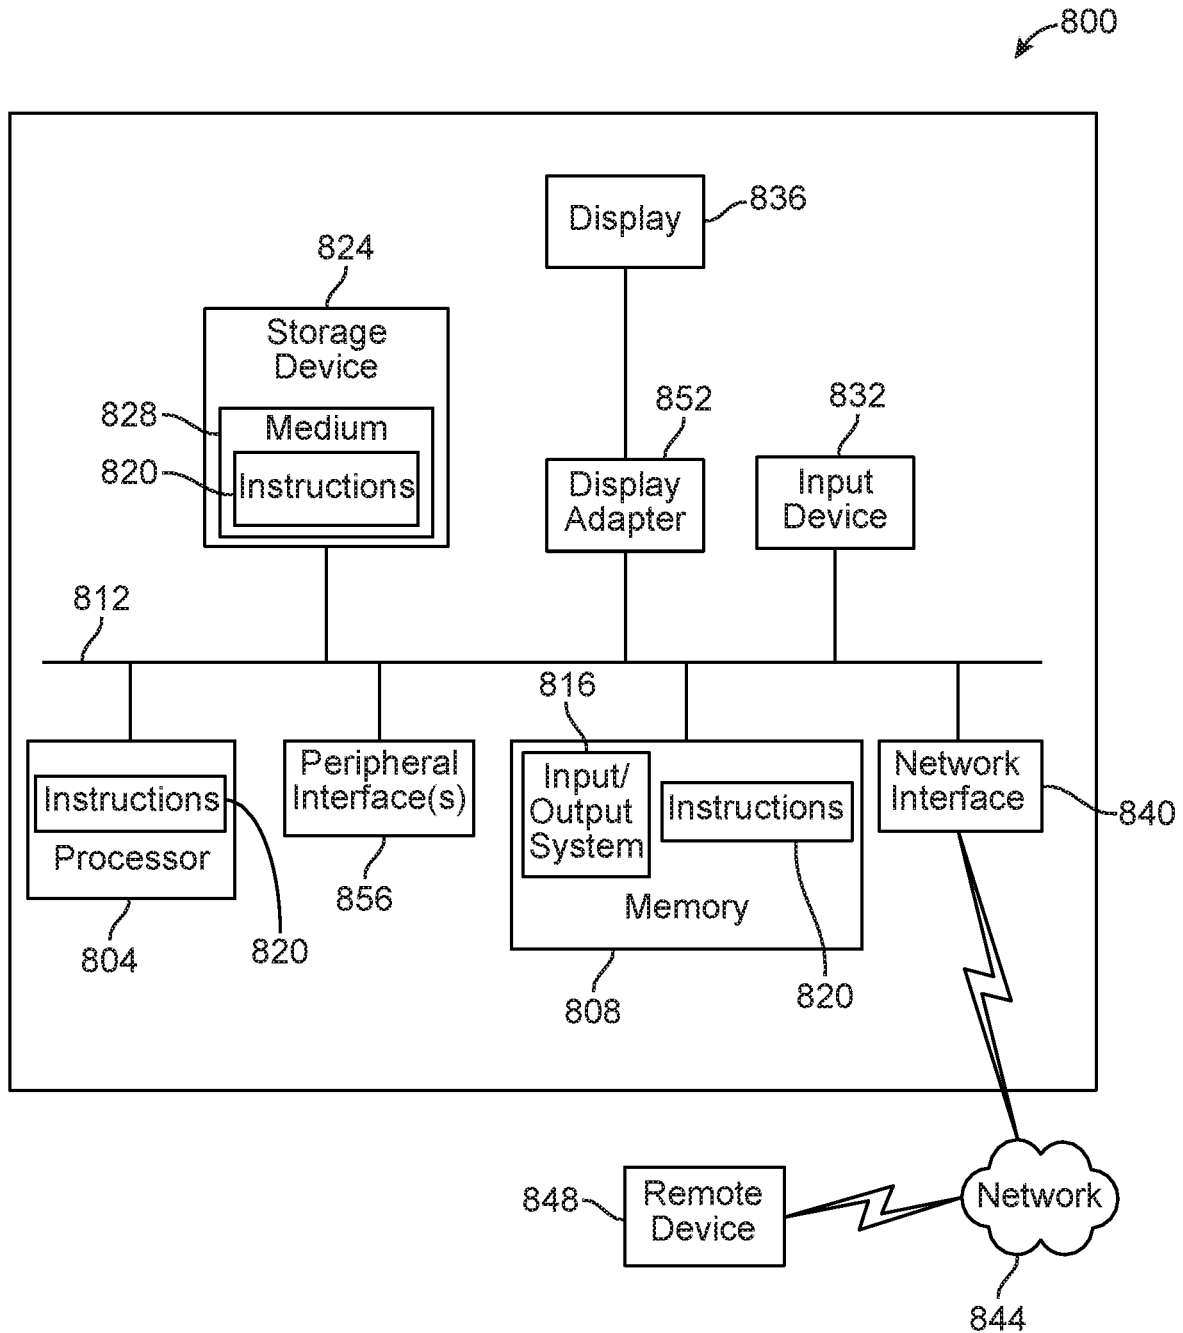 800
Display
836
824
Storage
Device
828
Medium
820
Instructions
852
Display
Adapter
832
Input
Device
812
816
Instructions
Processor
804
820
Peripheral
Interface(s)
856
Input/
Output
System
Instructions
Memory
808
820
Network
Interface
840
848
Remote
Device
Network
844